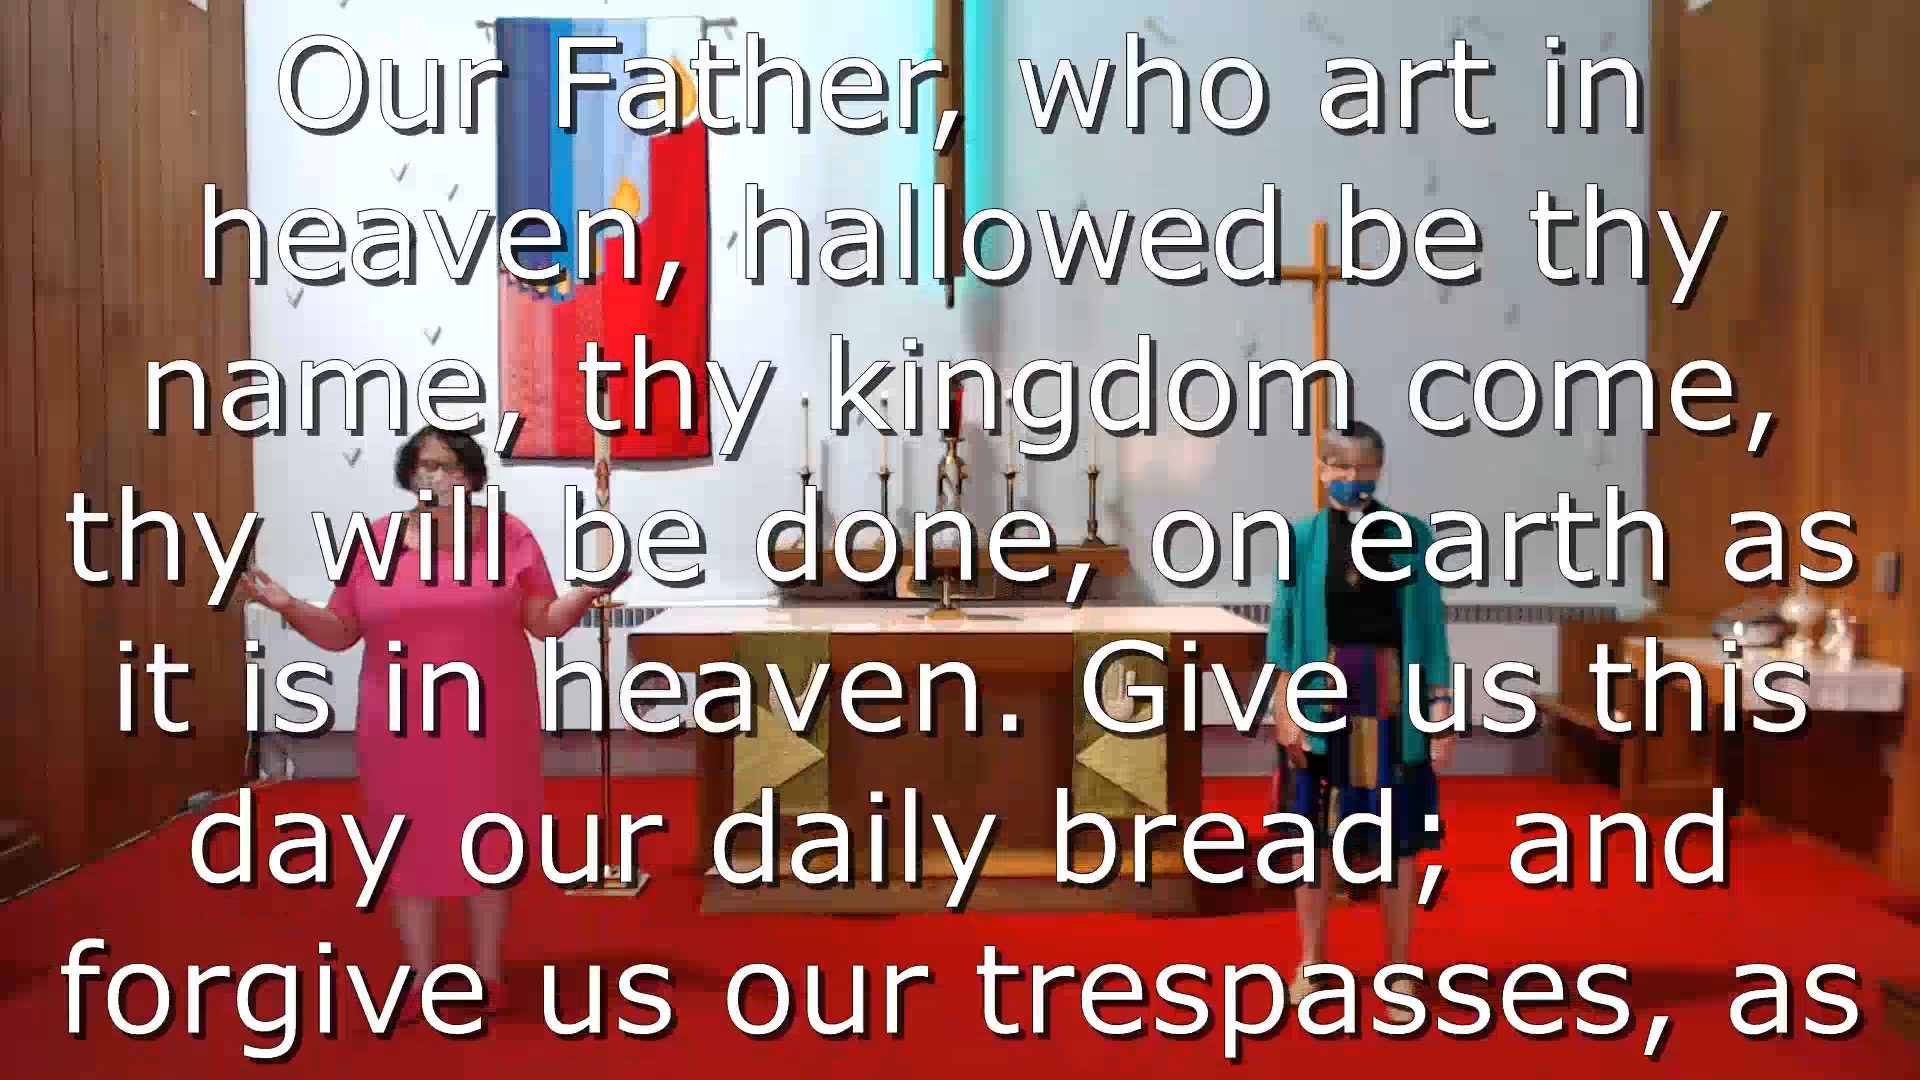 Our Father, who art in
heaven, hallowed be thy
name, thy kingdom come,
thy will be done, on earth as
it is in heaven. Give us this
day our daily bread; and
forgive us our trespasses, as